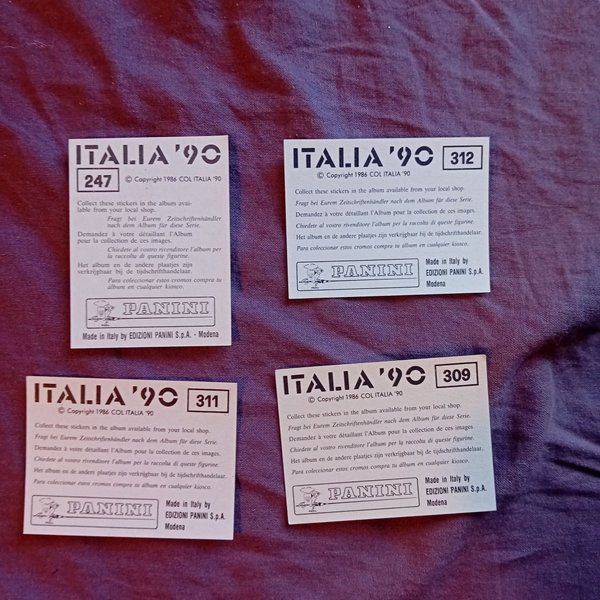 ITALIA '90
247 © Copyright 1986 COL ITALIA '90
Collect these stickers in the album avai-
lable from your local shop.
Fragt bei Eurem Zeitschriftenhändler
nach dem Album für diese Serie.
Demandez à votre détaillant l'Album
pour la collection de ces images.
Chiedete al vostro rivenditore l'album per
la raccolta di queste figurine.
Het album en de andere plaatjes zijn
verkrijgbaar bij de tijdschrifthandelaar.
Para coleccionar estos cromos compra tu
álbum en cualquier kiosco.
PANINI
Made in Italy by EDIZIONI PANINI S.p.A. - Modena
ITALIA '90 312
© Copyright 1986 COL ITALIA '90
Collect these stickers in the album available from your local shop.
Fragt bei Eurem Zeitschriftenhändler nach dem Album für diese Serie.
Demandez à votre détaillant l'Album pour la collection de ces images.
Chiedete al vostro rivenditore l'album per la raccolta di queste figurine.
Het album en de andere plaatjes zijn verkrijgbaar bij de tijdschrifthandelaar.
Para coleccionar estos cromos compra tu álbum en cualquier kiosco.
PANINI
Made in Italy by
EDIZIONI PANINI S.p.A.
Modena
ITALIA '90 311
© Copyright 1986 COL ITALIA '90
Collect these stickers in the album available from your local shop.
Fragt bei Eurem Zeitschriftenhändler nach dem Album für diese Serie.
Demandez à votre détaillant l'Album pour la collection de ces images.
Chiedete al vostro rivenditore l'album per la raccolta di queste figurine.
Het album en de andere plaatjes zijn verkrijgbaar bij de tijdschrifthandelaar.
Para coleccionar estos cromos compra tu álbum en cualquier kiosco.
PANINI
Made in Italy by
EDIZIONI PANINI S.p.A.
Modena
ITALIA '90 309
© Copyright 1986 COL ITALIA '90
Collect these stickers in the album available from your local shop.
Fragt bei Eurem Zeitschriftenhändler nach dem Album für diese Serie.
Demandez à votre détaillant l'Album pour la collection de ces images.
Chiedete al vostro rivenditore l'album per la raccolta di queste figurine.
Het album en de andere plaatjes zijn verkrijgbaar bij de tijdschrifthandelaar.
Para coleccionar estos cromos compra tu álbum en cualquier kiosco.
PANINI
Made in Italy by
EDIZIONI PANINI S.p.A.
Modena